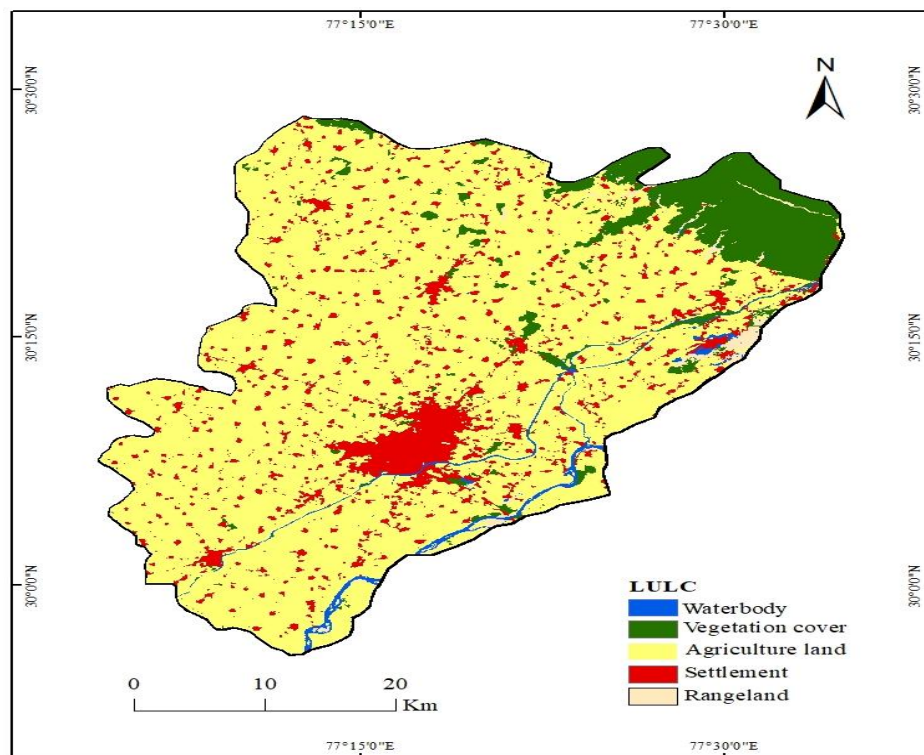 77°15'0"E 77°30'0"E
N
30°30'0"N 30°30'0"N
30°15'0"N 30°15'0"N
30°0'0"N 30°0'0"N
LULC
Waterbody
Vegetation cover
Agriculture land
Settlement
Rangeland
0 10 20
Km
77°15'0"E 77°30'0"E